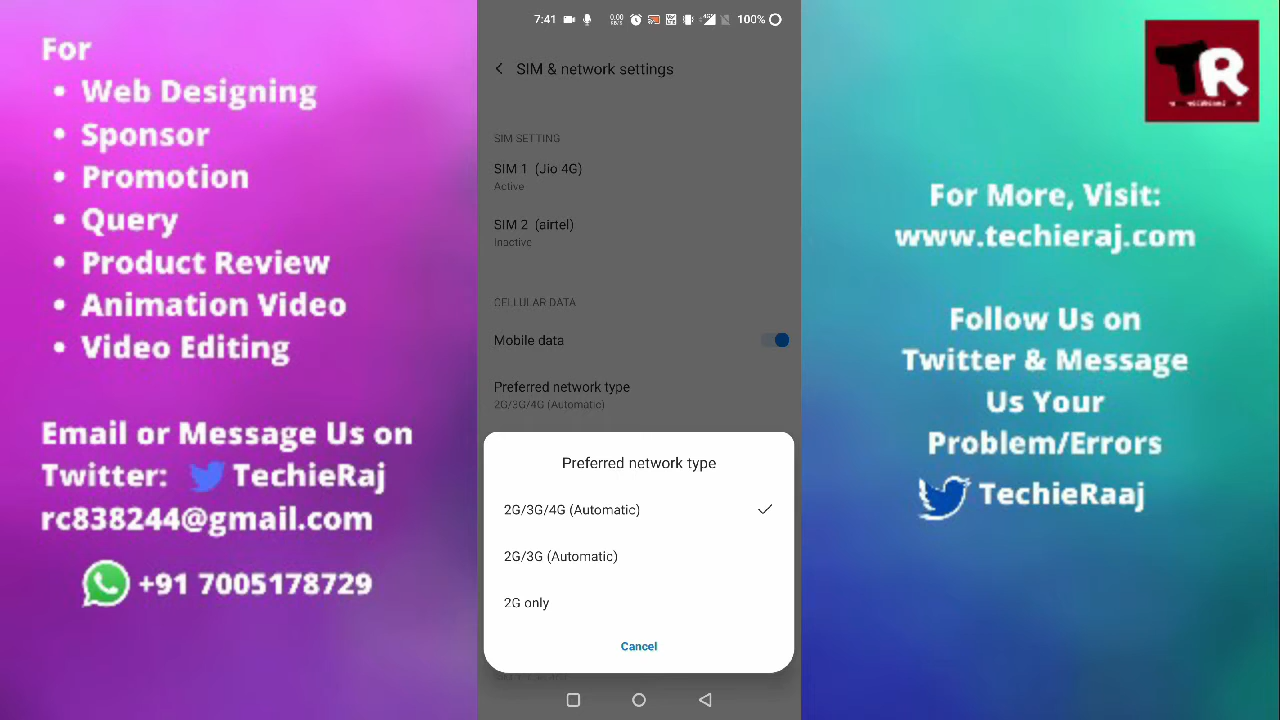 For
• Web Designing
• Sponsor
• Promotion
• Query
• Product Review
• Animation Video
• Video Editing
Email or Message Us on
Twitter: TechieRaj
rc838244@gmail.com
+91 7005178729
7:41
0.00
KB/S
100%
SIM & network settings
SIM SETTING
SIM 1 (Jio 4G)
Active
SIM 2 (airtel)
Inactive
CELLULAR DATA
Mobile data
Preferred network type
2G/3G/4G (Automatic)
Preferred network type
2G/3G/4G (Automatic)
2G/3G (Automatic)
2G only
Cancel
TR
For More, Visit:
www.techieraj.com
Follow Us on
Twitter & Message
Us Your
Problem/Errors
TechieRaaj